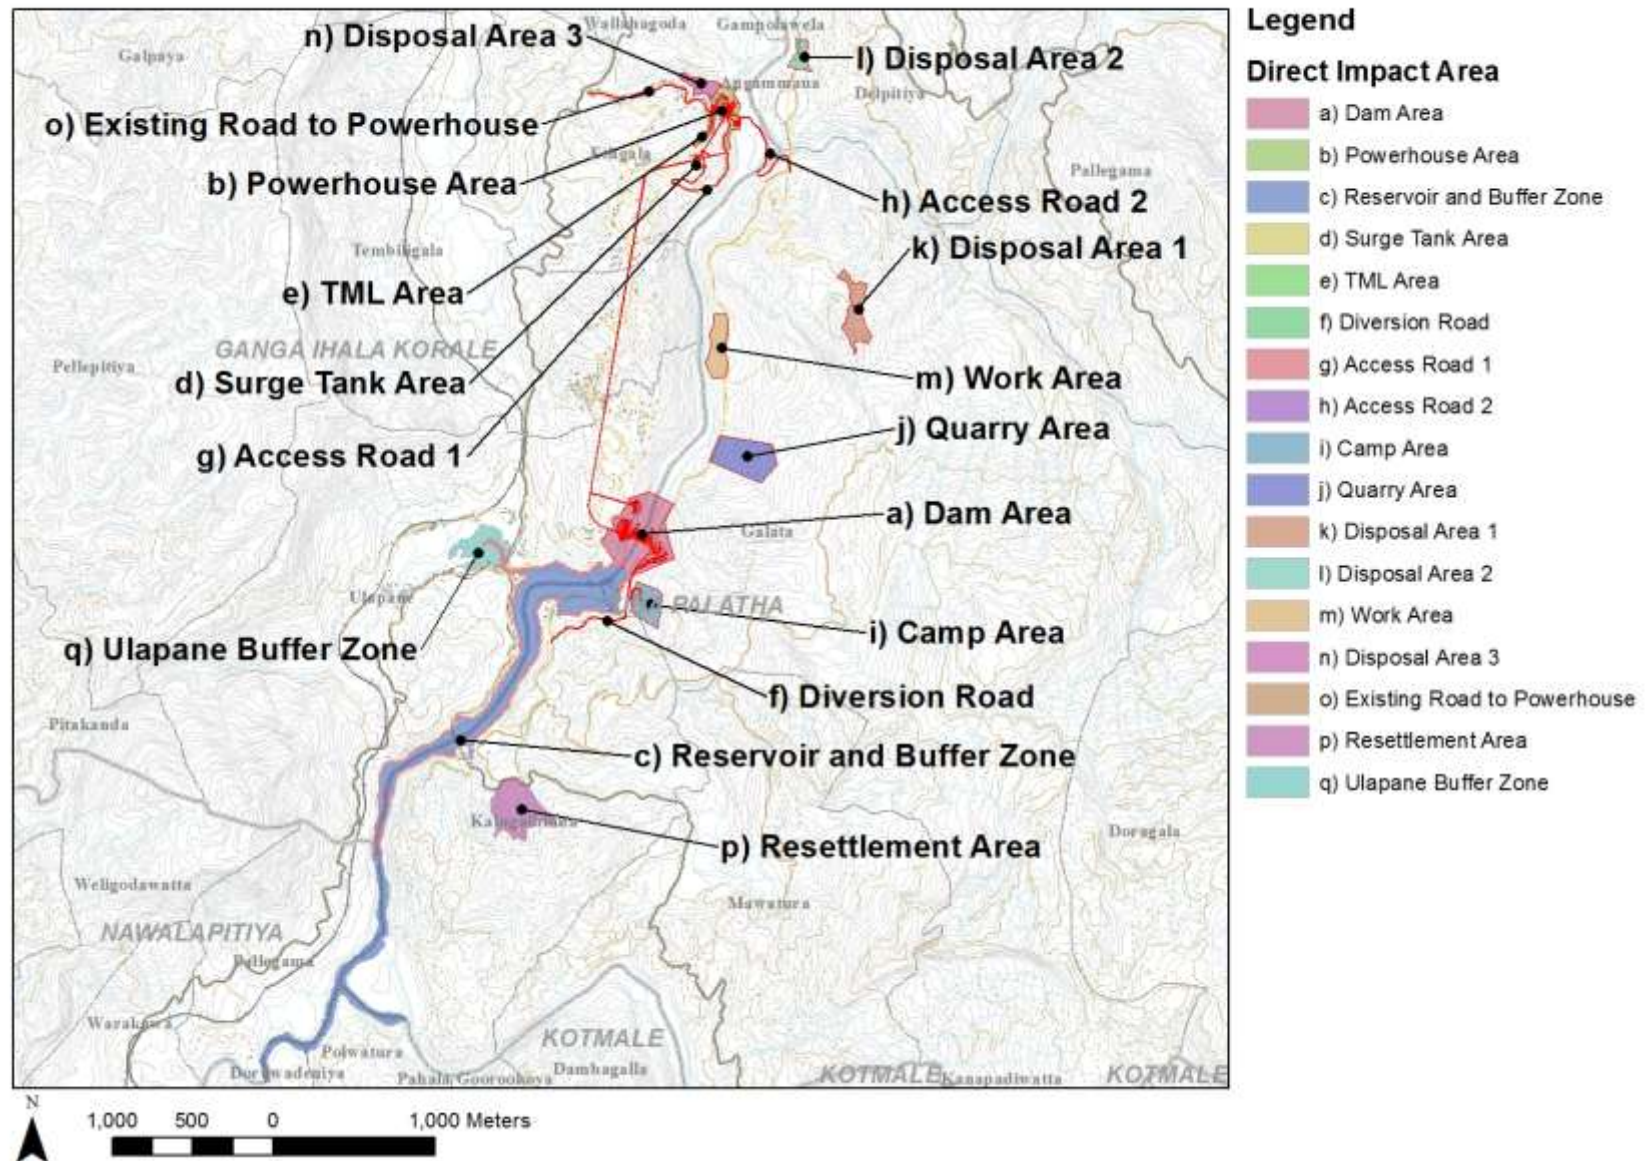 Wallahagoda
Gampolawela
n) Disposal Area 3
Galpaya
l) Disposal Area 2
Delpitiya
o) Existing Road to Powerhouse
Pallegama
b) Powerhouse Area
h) Access Road 2
Tembiligala
k) Disposal Area 1
e) TML Area
GANGA IHALA KORALE
Pellepitiya
d) Surge Tank Area
m) Work Area
j) Quarry Area
g) Access Road 1
a) Dam Area
Galata
Ulapane
PALATHA
i) Camp Area
q) Ulapane Buffer Zone
f) Diversion Road
Pitakanda
c) Reservoir and Buffer Zone
p) Resettlement Area
Doragala
Weligodawatta
Mawatura
NAWALAPITIYA
Pallegama
Warakawa
KOTMALE
Polwatura
Dorawadeniya
Pahala Goorookoya
Dambagalla
KOTMALE
Kanapadiwatta
KOTMALE
N
1,000 500 0 1,000 Meters
Legend
Direct Impact Area
a) Dam Area
b) Powerhouse Area
c) Reservoir and Buffer Zone
d) Surge Tank Area
e) TML Area
f) Diversion Road
g) Access Road 1
h) Access Road 2
i) Camp Area
j) Quarry Area
k) Disposal Area 1
l) Disposal Area 2
m) Work Area
n) Disposal Area 3
o) Existing Road to Powerhouse
p) Resettlement Area
q) Ulapane Buffer Zone